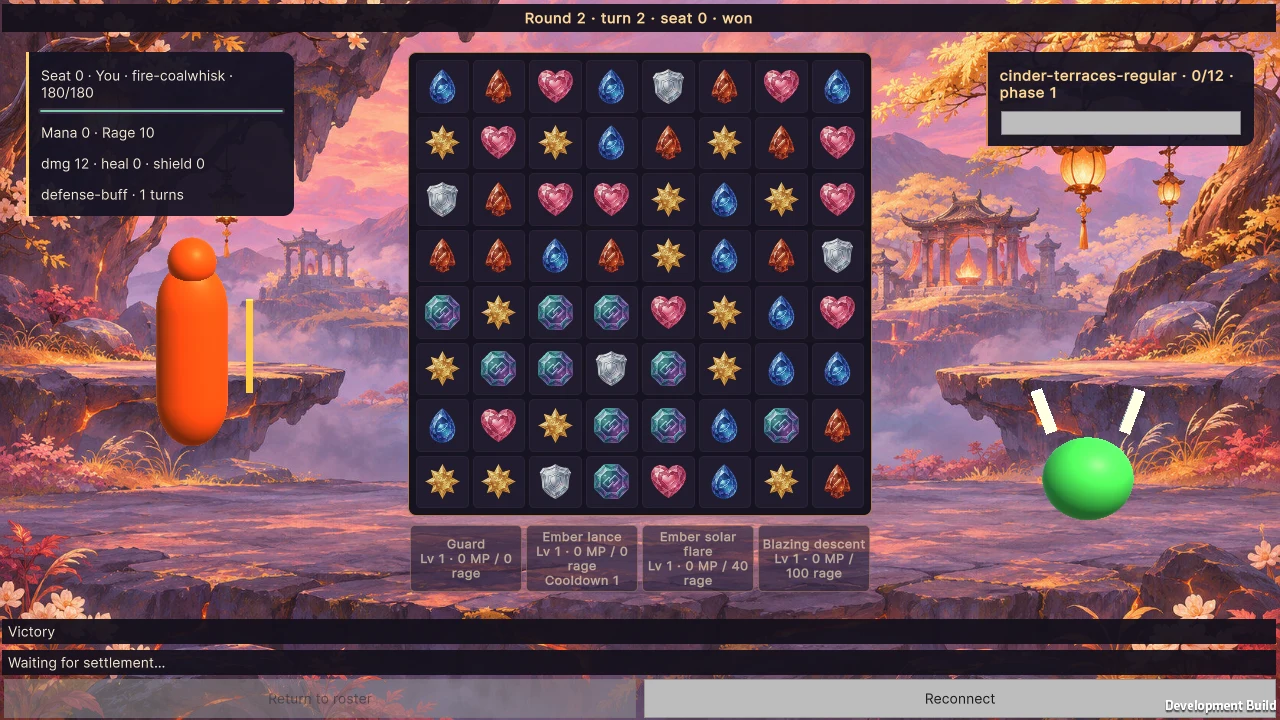 Round 2 · turn 2 · seat 0 · won
Seat 0 · You · fire-coalwhisk ·
180/180
Mana 0 · Rage 10
dmg 12 · heal 0 · shield 0
defense-buff · 1 turns
cinder-terraces-regular · 0/12 ·
phase 1
Guard
Lv 1 · 0 MP / 0
rage
Ember lance
Lv 1 · 0 MP / 0
rage
Cooldown 1
Ember solar
flare
Lv 1 · 0 MP / 40
rage
Blazing descent
Lv 1 · 0 MP /
100 rage
Victory
Waiting for settlement...
Return to roster
Reconnect
Development Build